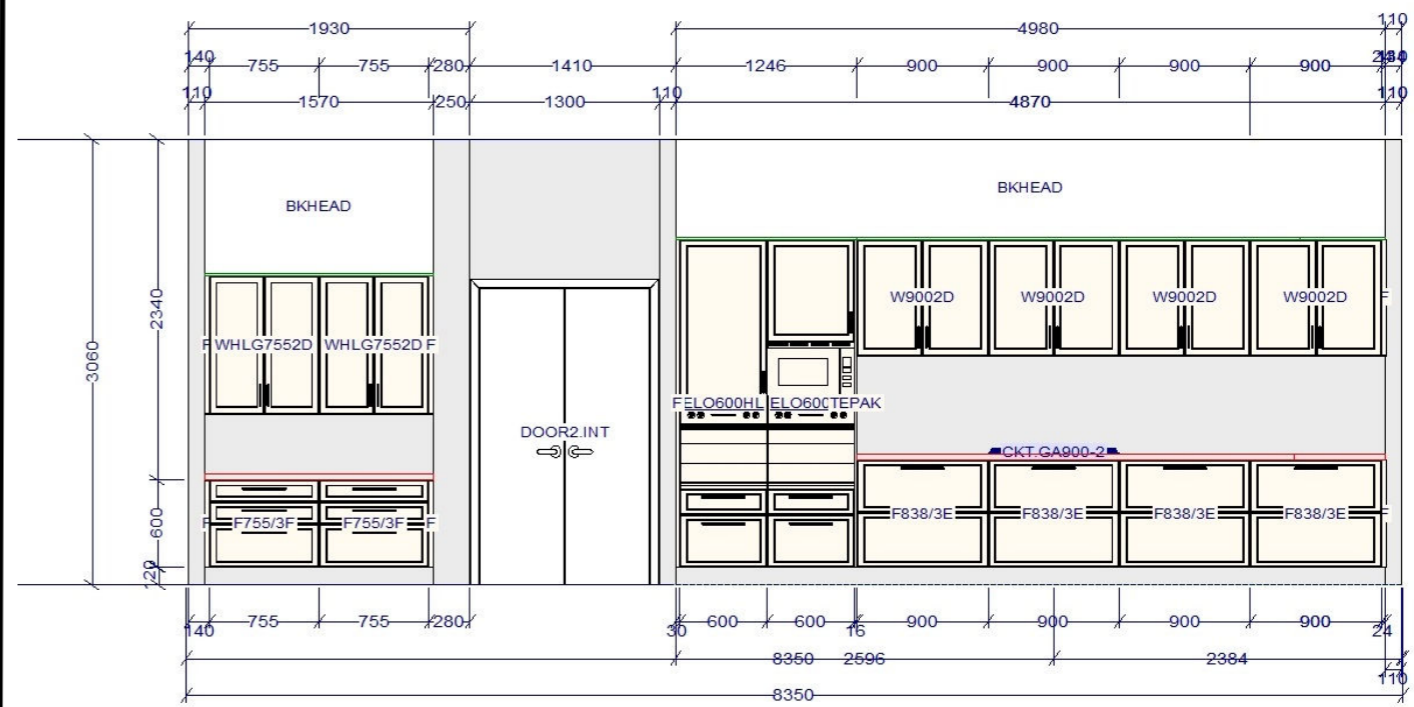 1930 4980 110
140 755 755 280 1410 1246 900 900 900 900
110 1570 250 1300 110 4870 110
BKHEAD
BKHEAD
2340
3060
W9002D W9002D W9002D W9002D F
F WHLG7552D WHLG7552D F
FELO600HL ELO600TEPAK
DOOR2.INT
CKT.GA900-2
600
F F755/3F F755/3F F
F838/3E F838/3E F838/3E F838/3E F
120
140 755 755 280 30 600 600 16 900 900 900 900 24
8350 2596 2384
110
8350